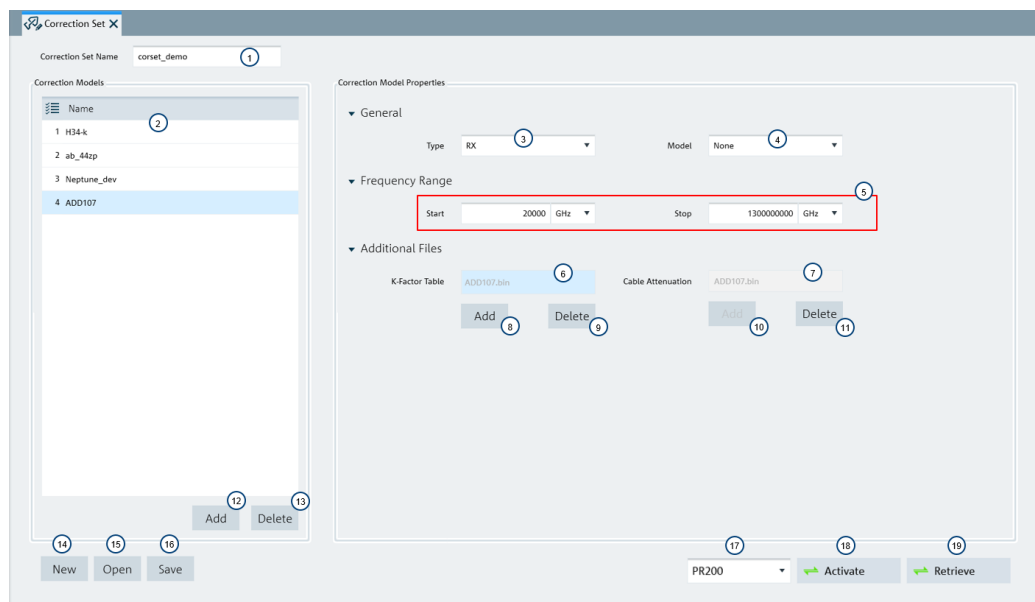 Correction Set X
Correction Set Name corset_demo 1
Correction Models
Name
2
1 H34-k
2 ab_44zp
3 Neptune_dev
4 ADD107
Add 12 Delete 13
Correction Model Properties
General
Type RX 3 Model None 4
Frequency Range
5
Start 20000 GHz Stop 1300000000 GHz
Additional Files
K-Factor Table ADD107.bin 6 Cable Attenuation ADD107.bin 7
Add 8 Delete 9 Add 10 Delete 11
14 15 16 17 18 19
New Open Save PR200 Activate Retrieve